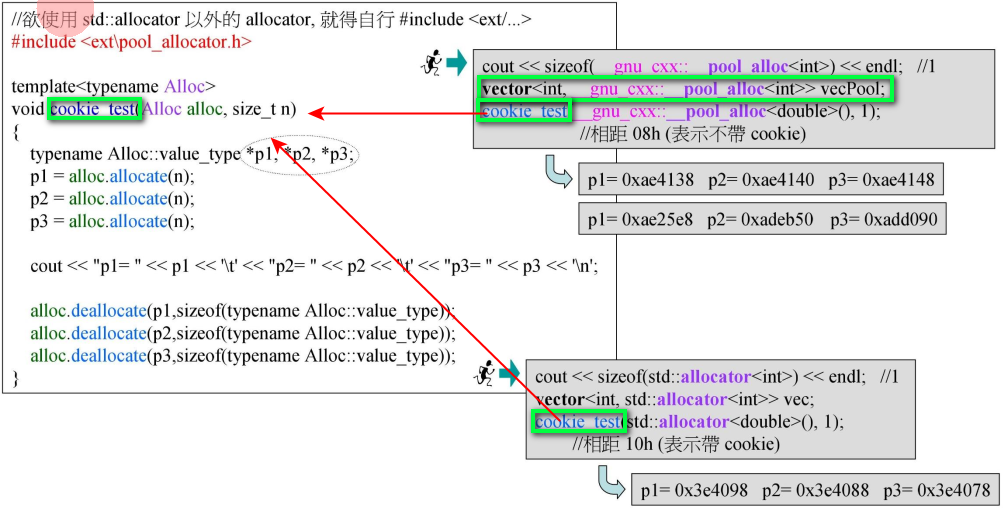 //欲使用 std::allocator 以外的 allocator, 就得自行 #include <ext/...>
#include <ext\pool_allocator.h>
template<typename Alloc>
void cookie_test(Alloc alloc, size_t n)
{
typename Alloc::value_type *p1, *p2, *p3;
p1 = alloc.allocate(n);
p2 = alloc.allocate(n);
p3 = alloc.allocate(n);
cout << "p1= " << p1 << '\t' << "p2= " << p2 << '\t' << "p3= " << p3 << '\n';
alloc.deallocate(p1,sizeof(typename Alloc::value_type));
alloc.deallocate(p2,sizeof(typename Alloc::value_type));
alloc.deallocate(p3,sizeof(typename Alloc::value_type));
}
cout << sizeof(__gnu_cxx::__pool_alloc<int>) << endl; //1
vector<int, __gnu_cxx::__pool_alloc<int>> vecPool;
cookie_test(__gnu_cxx::__pool_alloc<double>(), 1);
//相距 08h (表示不帶 cookie)
p1= 0xae4138 p2= 0xae4140 p3= 0xae4148
p1= 0xae25e8 p2= 0xadeb50 p3= 0xadd090
cout << sizeof(std::allocator<int>) << endl; //1
vector<int, std::allocator<int>> vec;
cookie_test(std::allocator<double>(), 1);
//相距 10h (表示帶 cookie)
p1= 0x3e4098 p2= 0x3e4088 p3= 0x3e4078